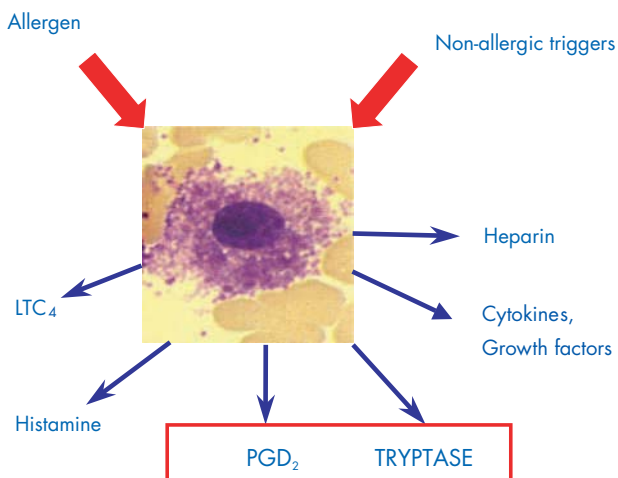 Allergen
Non-allergic triggers
Heparin
LTC₄
Cytokines,
Growth factors
Histamine
PGD₂ TRYPTASE